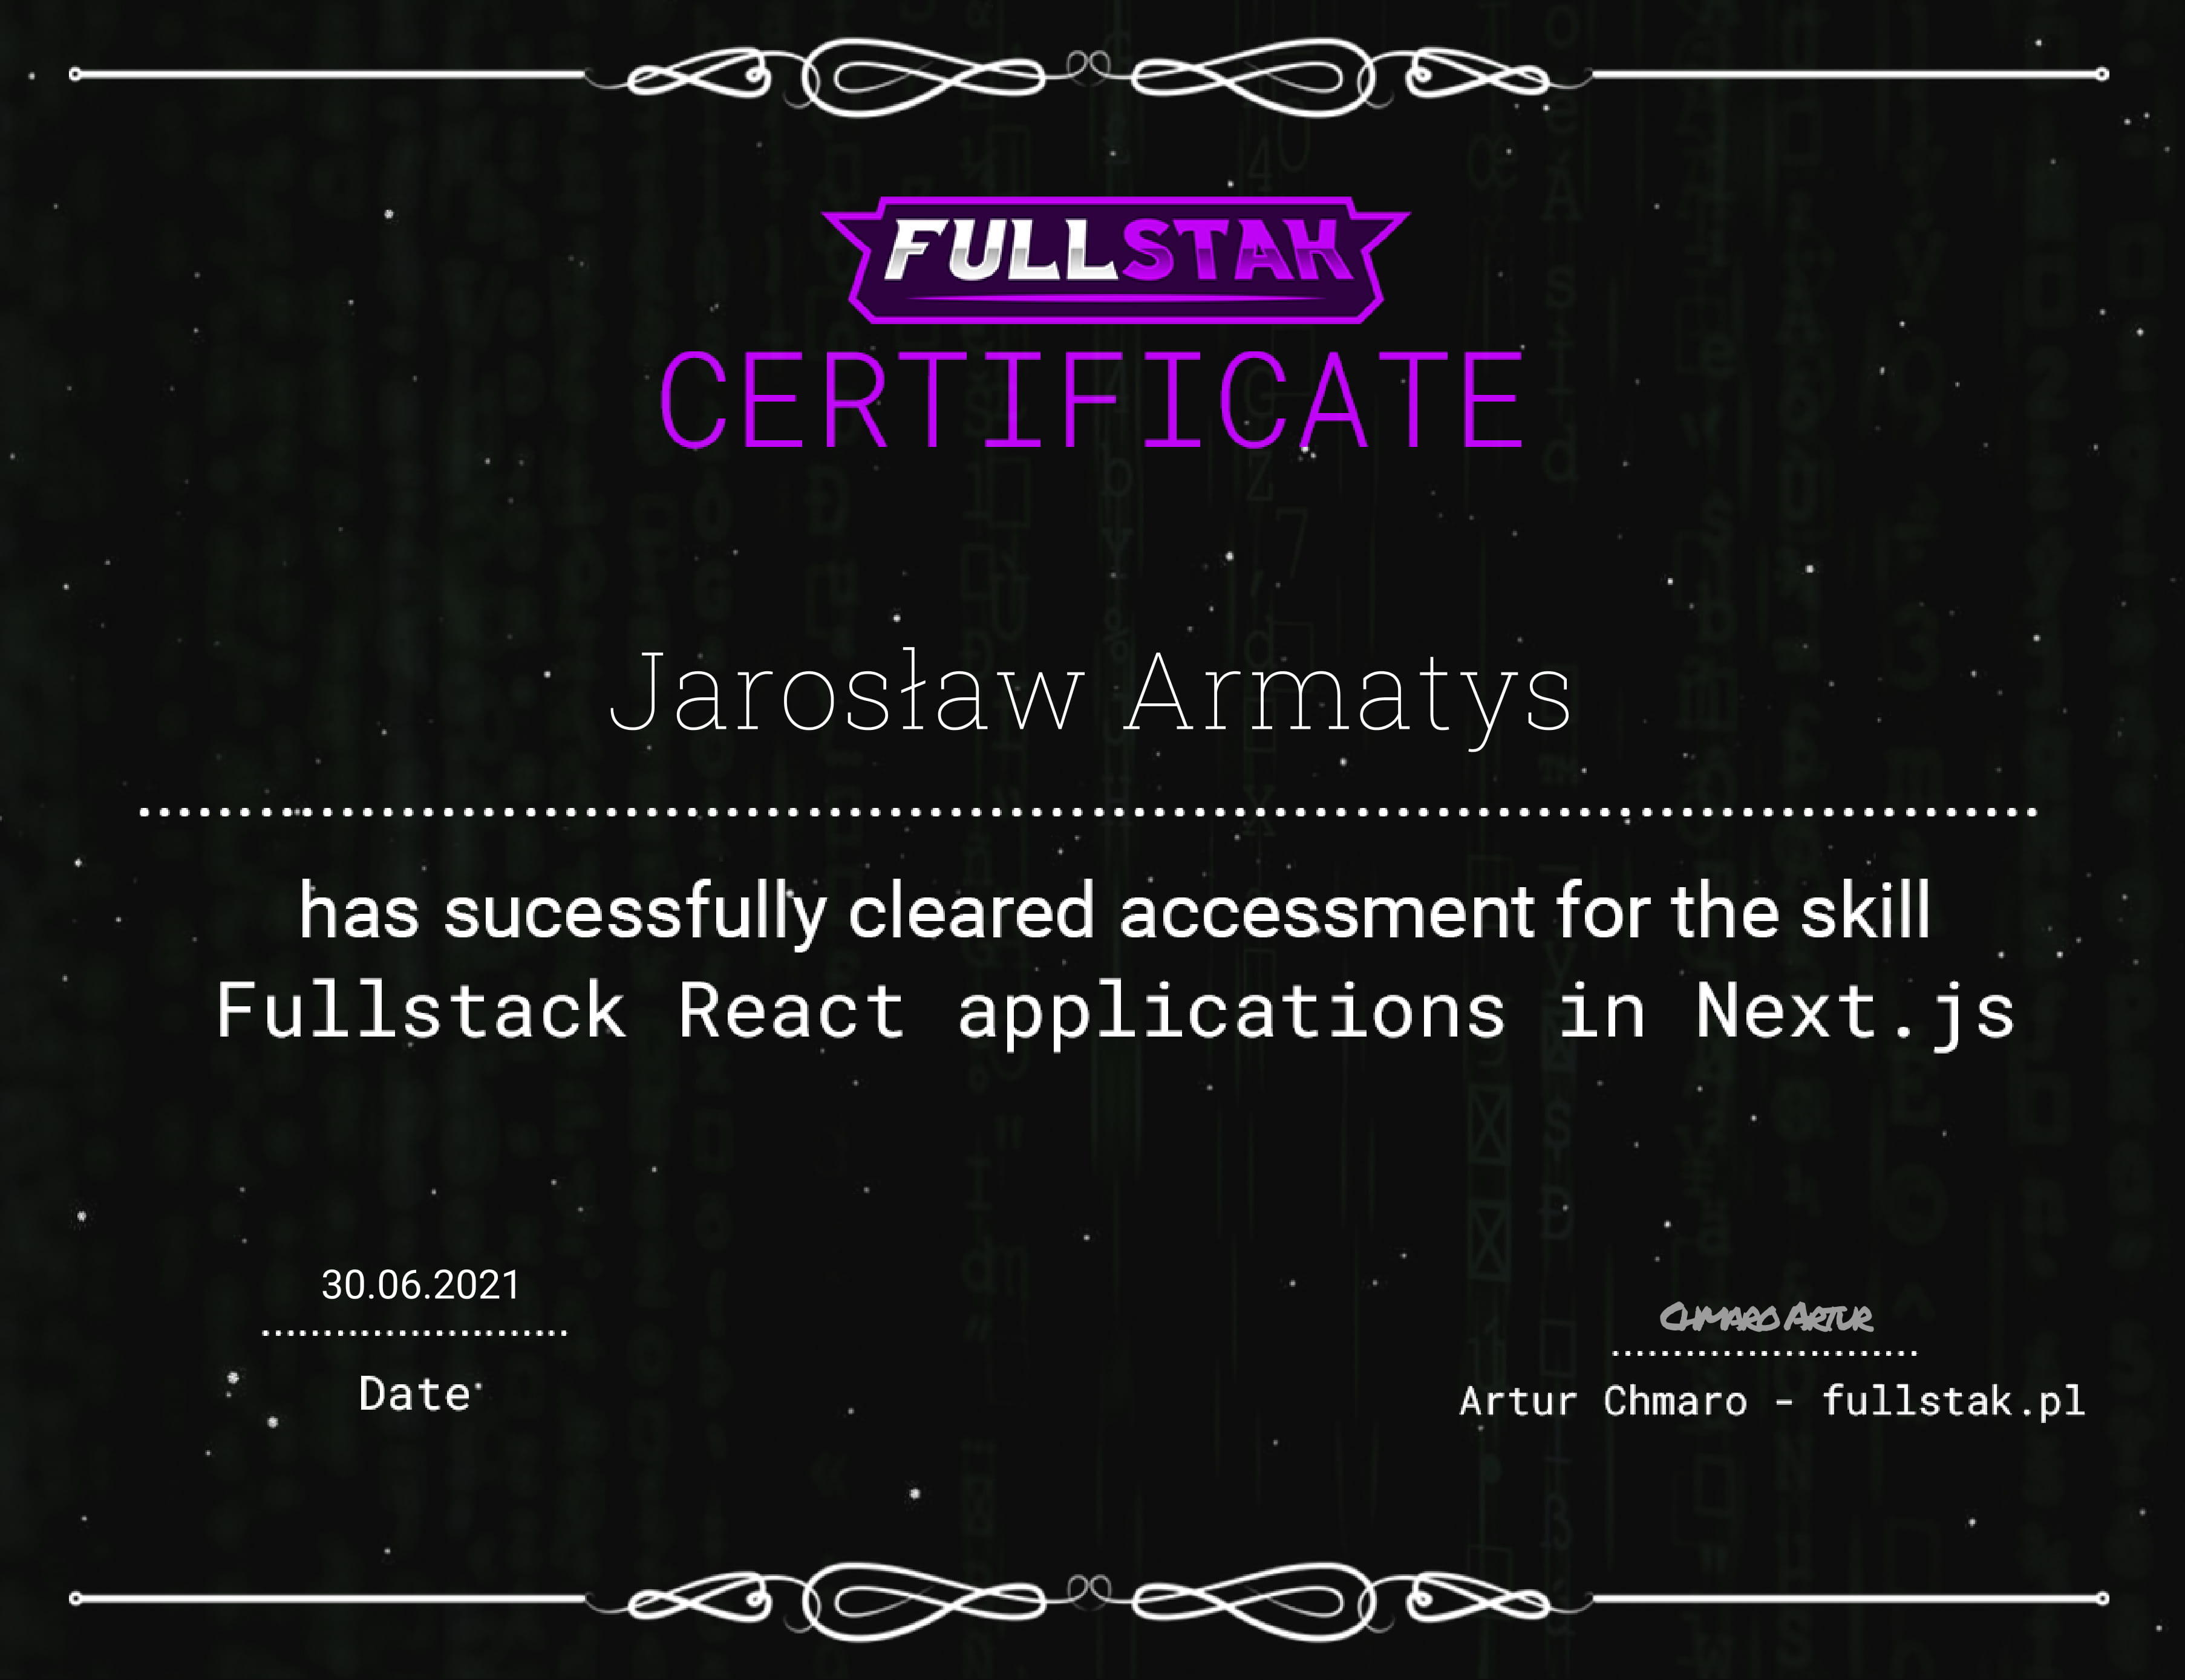 FULLSTAK
CERTIFICATE
Jarosław Armatys
has sucessfully cleared accessment for the skill
Fullstack React applications in Next.js
30.06.2021
Date
Chmaro Artur
Artur Chmaro - fullstak.pl